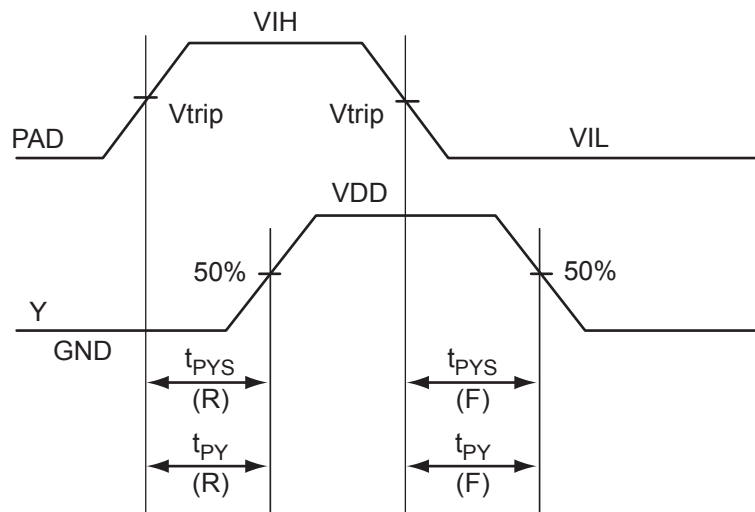 VIH
Vtrip
Vtrip
PAD
VIL
VDD
50%
50%
Y
GND
tPYS
(R)
tPYS
(F)
tPY
(R)
tPY
(F)